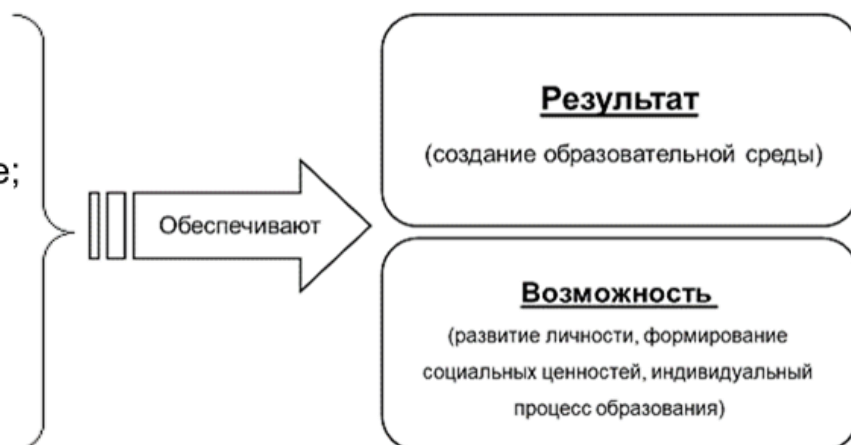 е;
Обеспечивают
Результат
(создание образовательной среды)
Возможность
(развитие личности, формирование
социальных ценностей, индивидуальный
процесс образования)